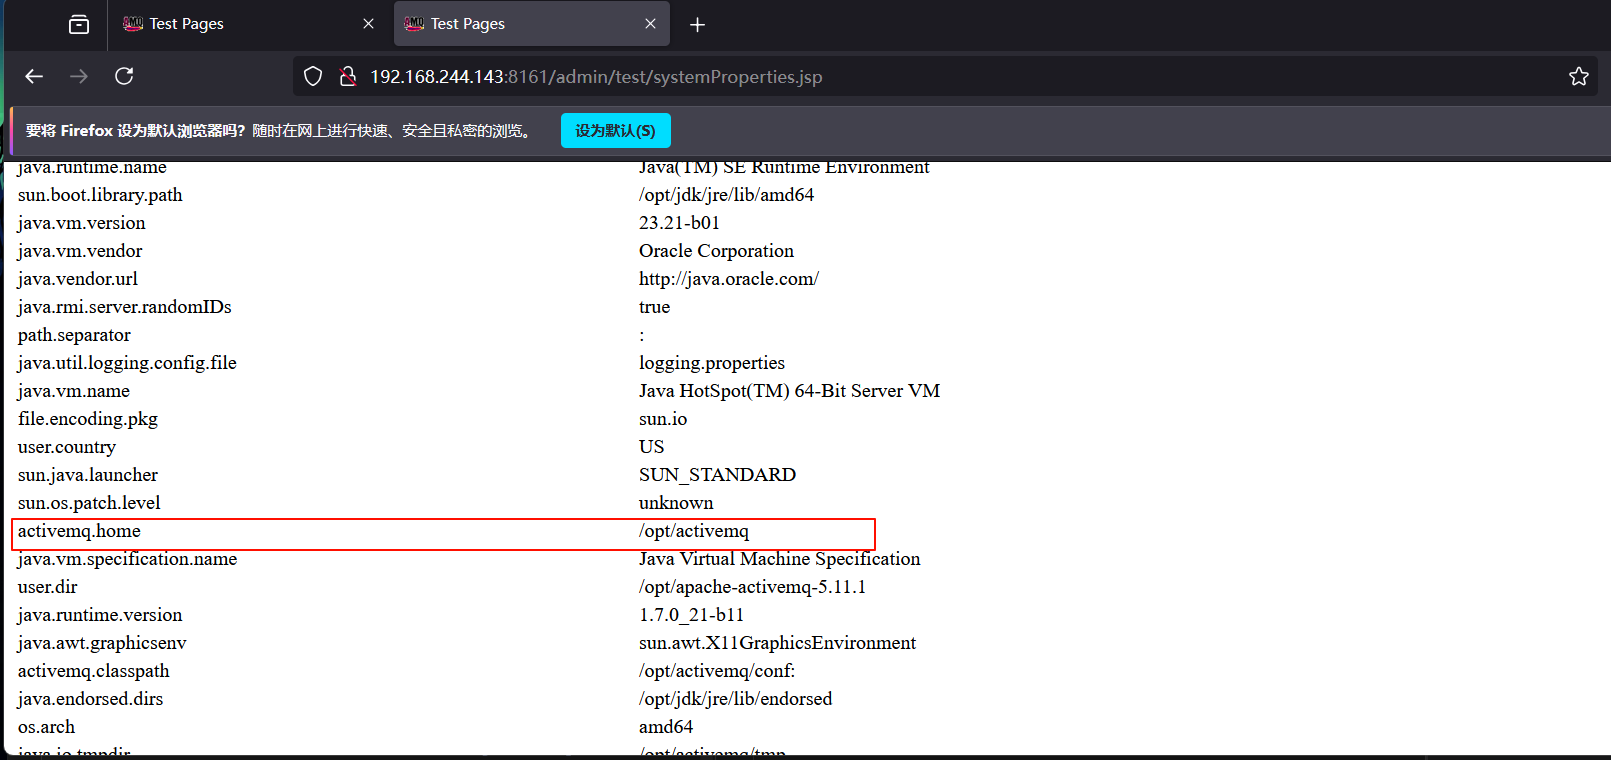 Test Pages
Test Pages
192.168.244.143:8161/admin/test/systemProperties.jsp
要将 Firefox 设为默认浏览器吗？随时在网上进行快速、安全且私密的浏览。 设为默认(S)
java.runtime.name Java(TM) SE Runtime Environment
sun.boot.library.path /opt/jdk/jre/lib/amd64
java.vm.version 23.21-b01
java.vm.vendor Oracle Corporation
java.vendor.url http://java.oracle.com/
java.rmi.server.randomIDs true
path.separator :
java.util.logging.config.file logging.properties
java.vm.name Java HotSpot(TM) 64-Bit Server VM
file.encoding.pkg sun.io
user.country US
sun.java.launcher SUN_STANDARD
sun.os.patch.level unknown
activemq.home /opt/activemq
java.vm.specification.name Java Virtual Machine Specification
user.dir /opt/apache-activemq-5.11.1
java.runtime.version 1.7.0_21-b11
java.awt.graphicsenv sun.awt.X11GraphicsEnvironment
activemq.classpath /opt/activemq/conf:
java.endorsed.dirs /opt/jdk/jre/lib/endorsed
os.arch amd64
java.io.tmpdir /opt/activemq/tmp